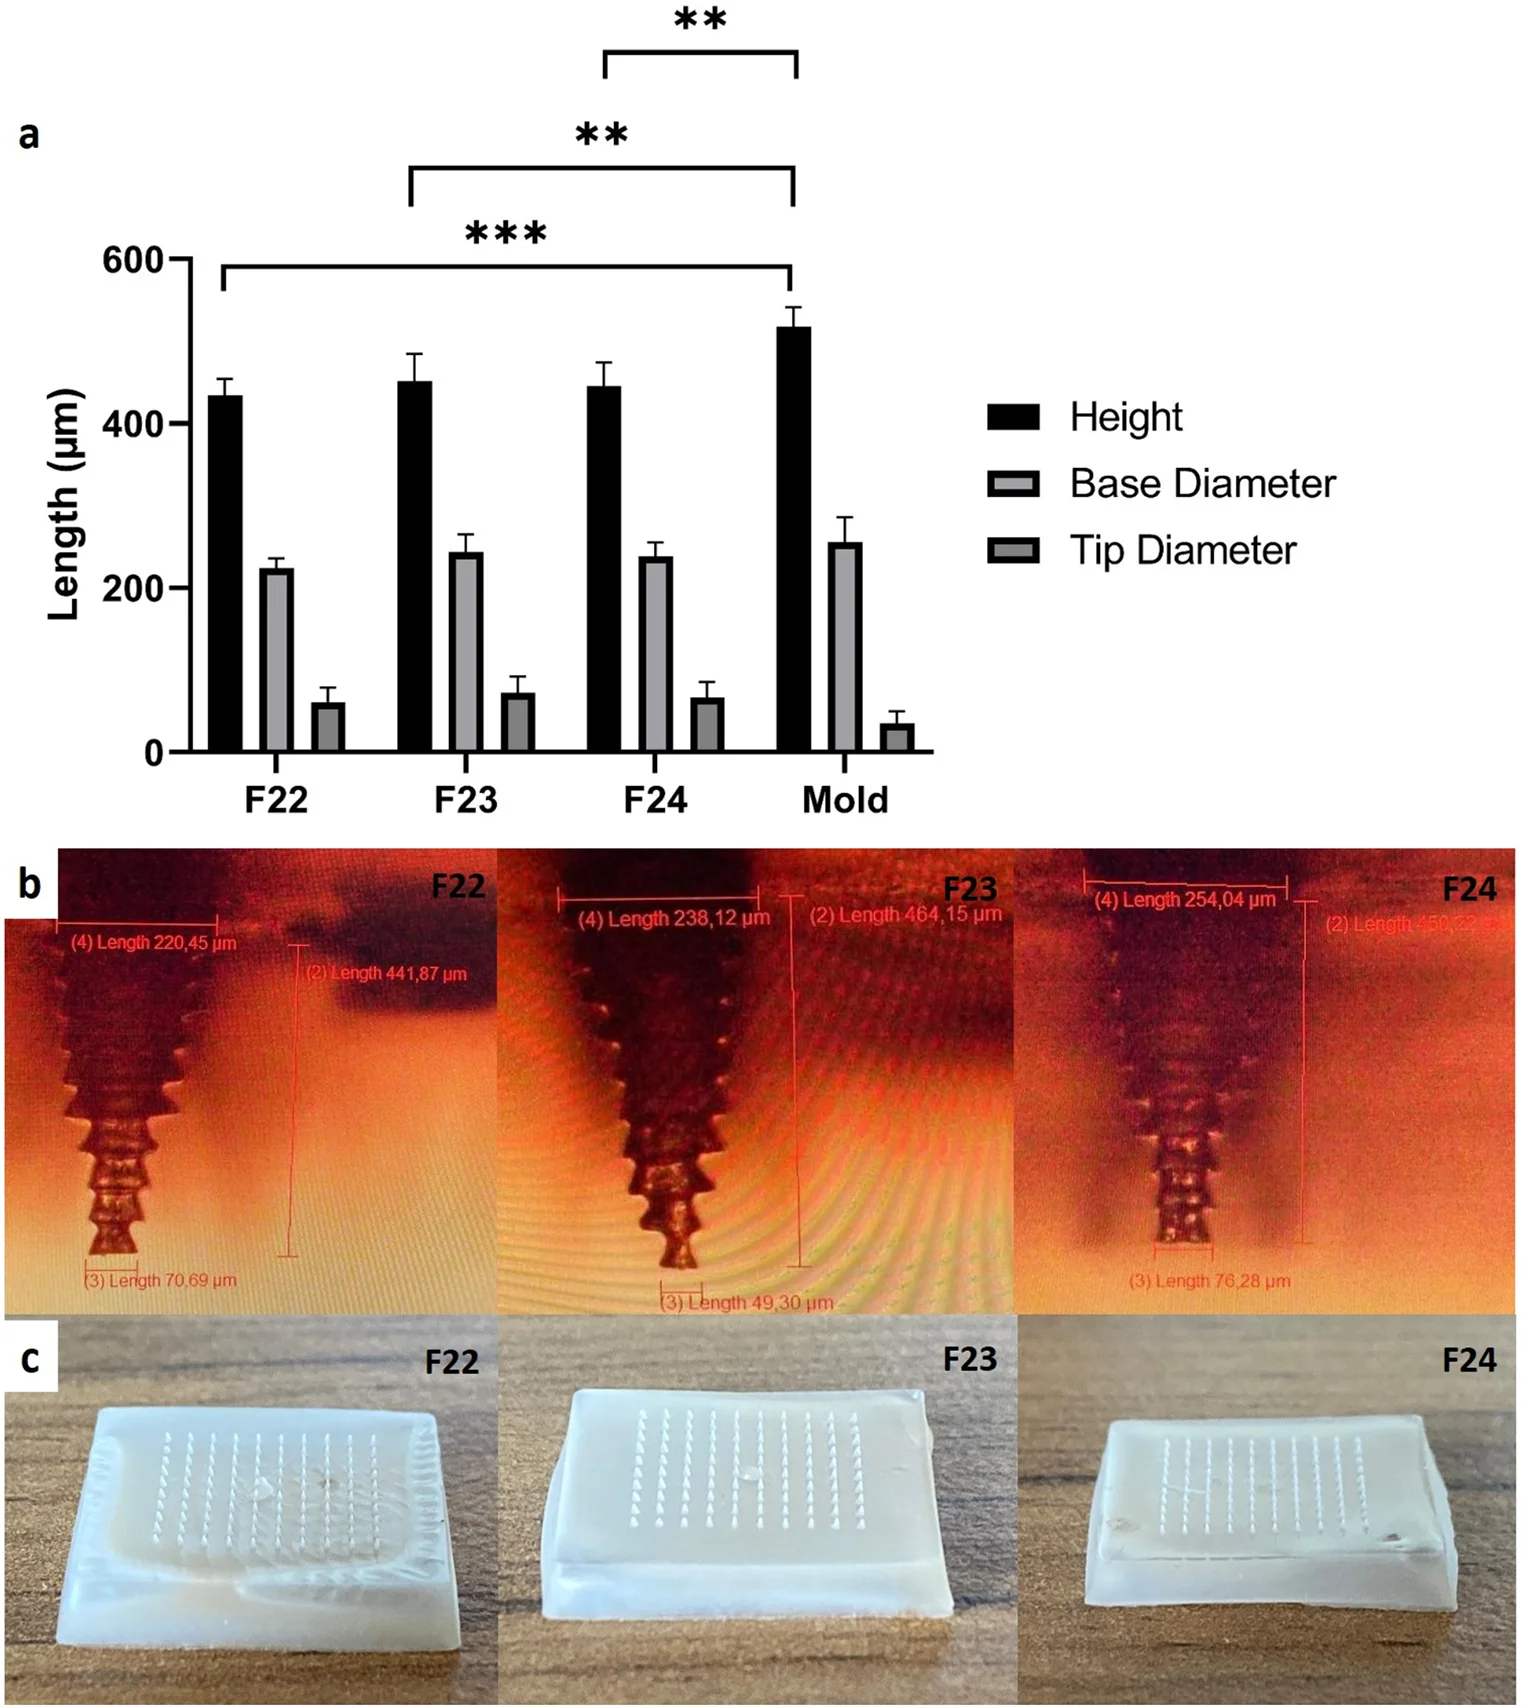 **
a
**
***
600
400
200
0
Length (µm)
F22
F23
F24
Mold
Height
Base Diameter
Tip Diameter
b
F22
(4) Length 220,45 µm
(2) Length 441,87 µm
(3) Length 70,69 µm
F23
(4) Length 238,12 µm
(2) Length 464,15 µm
(3) Length 49,30 µm
F24
(4) Length 254,04 µm
(2) Length
(3) Length 76,28 µm
c
F22
F23
F24